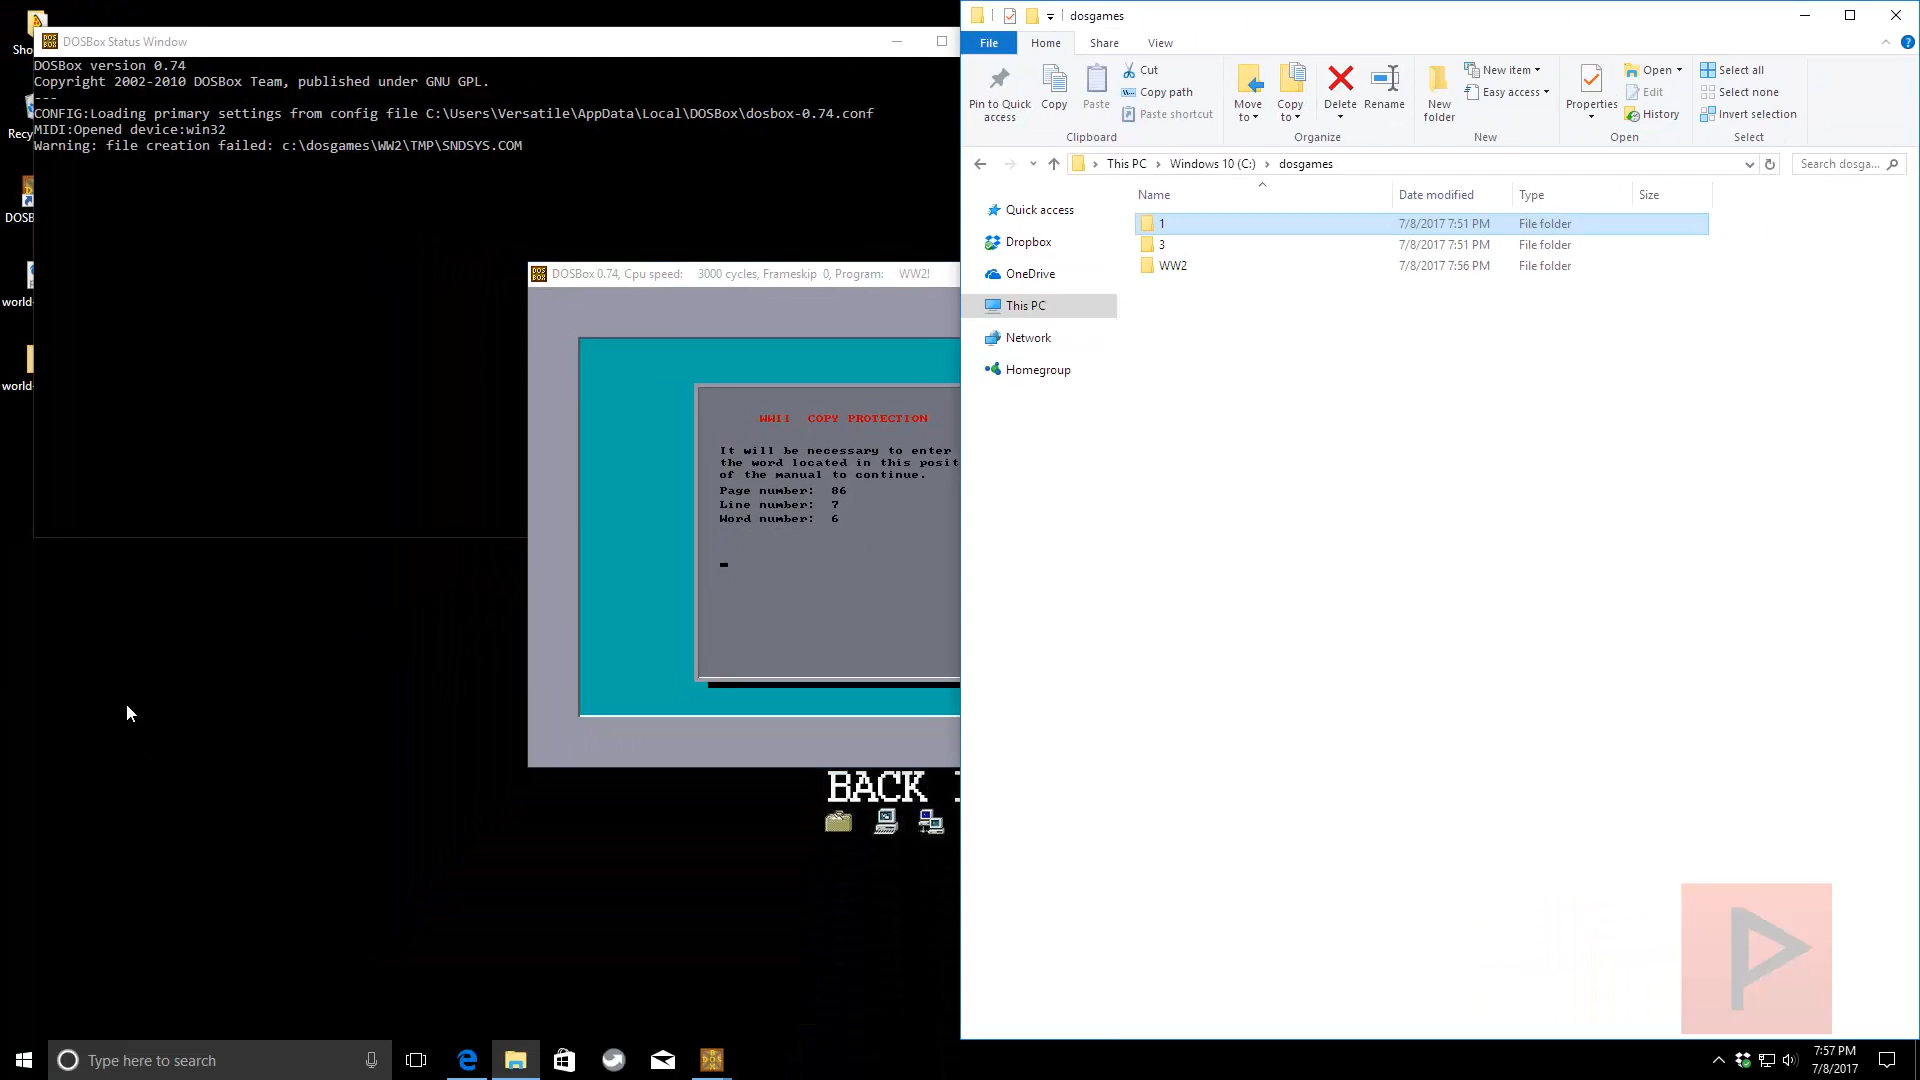 Sho
DOSBox Status Window
DOSBox version 0.74
Copyright 2002-2010 DOSBox Team, published under GNU GPL.
---
CONFIG:Loading primary settings from config file C:\Users\Versatile\AppData\Local\DOSBox\dosbox-0.74.conf
MIDI:Opened device:win32
Warning: file creation failed: c:\dosgames\WW2\TMP\SNDSYS.COM
Recy
DOSB
world-
world-
DOSBox 0.74, Cpu speed: 3000 cycles, Frameskip 0, Program: WW2!
WWII COPY PROTECTION
It will be necessary to enter
the word located in this posit
of the manual to continue.
Page number: 86
Line number: 7
Word number: 6
BACK
dosgames
File Home Share View
Pin to Quick access
Copy
Paste
Cut
Copy path
Paste shortcut
Clipboard
Move to
Copy to
Delete
Rename
Organize
New folder
New item
Easy access
New
Properties
Open
Edit
History
Open
Select all
Select none
Invert selection
Select
This PC > Windows 10 (C:) > dosgames
Search dosga...
Quick access
Dropbox
OneDrive
This PC
Network
Homegroup
Name Date modified Type Size
1 7/8/2017 7:51 PM File folder
3 7/8/2017 7:51 PM File folder
WW2 7/8/2017 7:56 PM File folder
Type here to search
7:57 PM
7/8/2017